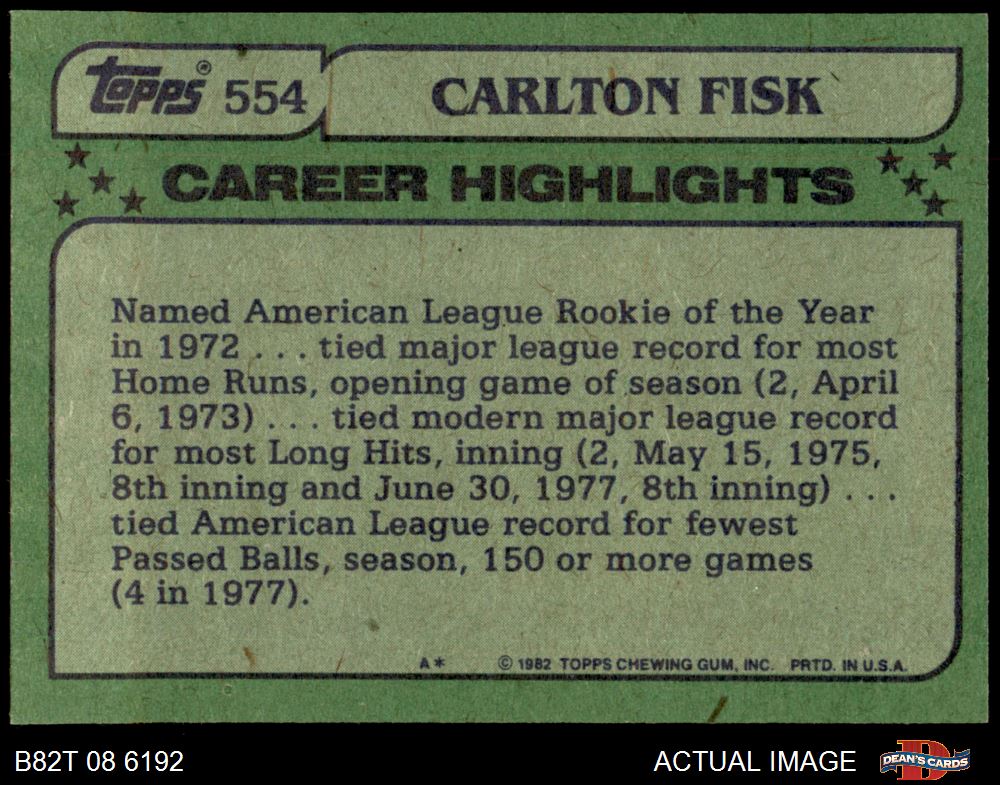 Topps® 554 CARLTON FISK
CAREER HIGHLIGHTS
Named American League Rookie of the Year
in 1972 . . . tied major league record for most
Home Runs, opening game of season (2, April
6, 1973) . . . tied modern major league record
for most Long Hits, inning (2, May 15, 1975,
8th inning and June 30, 1977, 8th inning) . . .
tied American League record for fewest
Passed Balls, season, 150 or more games
(4 in 1977).
A* © 1982 TOPPS CHEWING GUM, INC. PRTD. IN U.S.A.
B82T 08 6192 ACTUAL IMAGE D DEAN'S CARDS